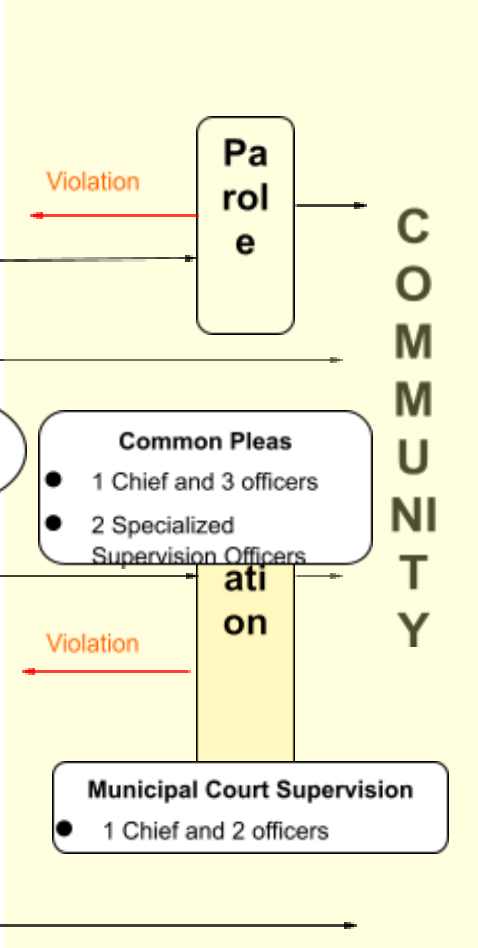 Pa
rol
e
Violation
C
O
M
M
U
NI
T
Y
Common Pleas
● 1 Chief and 3 officers
● 2 Specialized
Supervision Officers
ati
on
Violation
Municipal Court Supervision
● 1 Chief and 2 officers